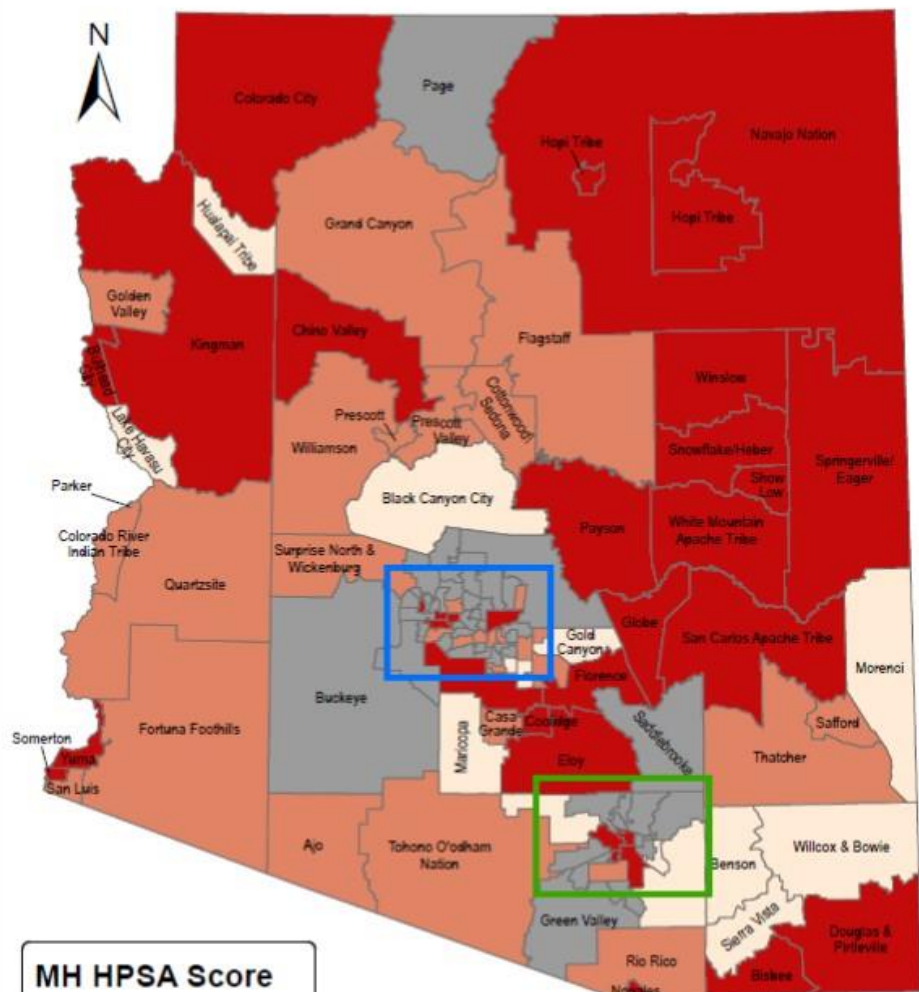 N
Page
Colorado City
Hopi Tribe
Navajo Nation
Hualapai Tribe
Grand Canyon
Hopi Tribe
Golden
Valley
Kingman
Chino Valley
Flagstaff
Bullhead
City
Winslow
Lake Havasu
City
Prescott
Prescott
Valley
Cottonwood/
Sedona
Williamson
Snowflake/Heber
Springerville/
Eager
Show
Low
Parker
Black Canyon City
Payson
White Mountain
Apache Tribe
Colorado River
Indian Tribe
Surprise North &
Wickenburg
Quartzsite
Globe
San Carlos Apache Tribe
Gold
Canyon
Morenci
Florence
Buckeye
Fortuna Foothills
Casa
Grande
Coolidge
Saddlebrooke
Safford
Somerton
Yuma
Maricopa
Eloy
Thatcher
San Luis
Ajo
Tohono O'odham
Nation
Benson
Willcox & Bowie
Green Valley
Sierra Vista
Douglas &
Pirtleville
Rio Rico
Bisbee
Nogales
MH HPSA Score